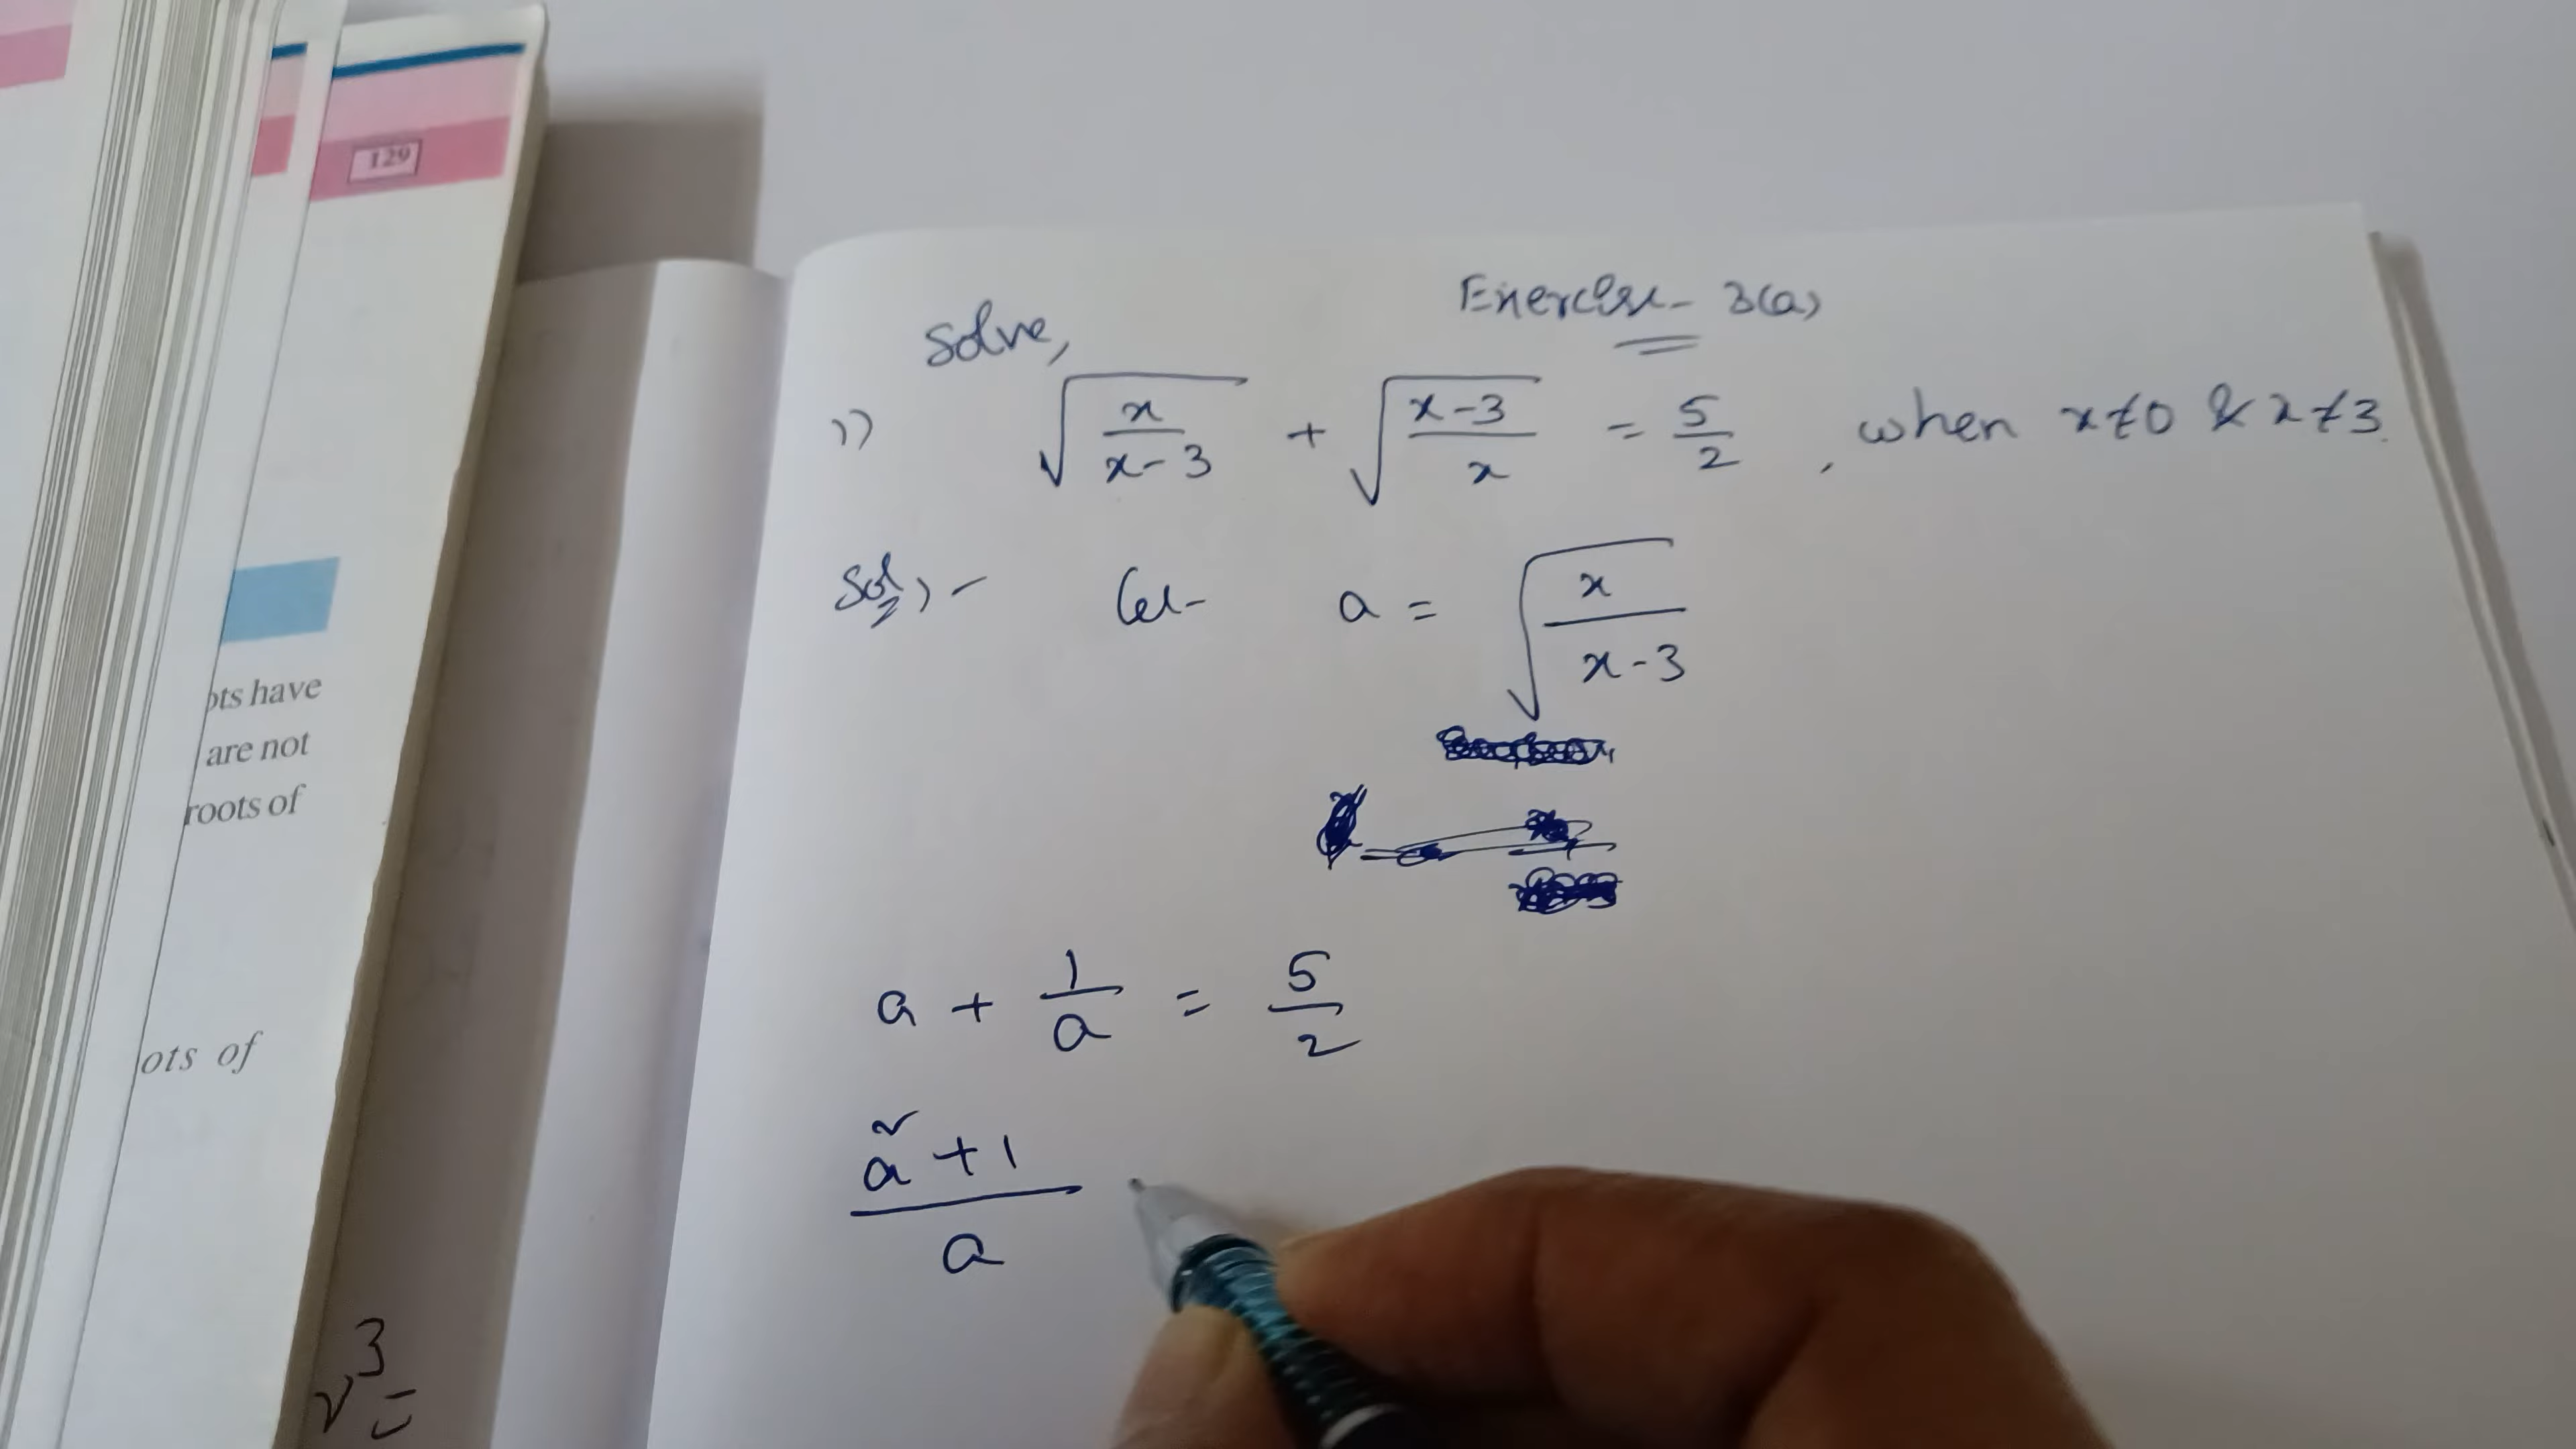 129
ots have
are not
roots of
ots of
3
v =
Exercise - 3(a)
Solve,
1) √(x/(x-3)) + √((x-3)/x) = 5/2 , when x≠0 & x≠3.
Sol) - Let a = √(x/(x-3))
a + 1/a = 5/2
(a² + 1)/a